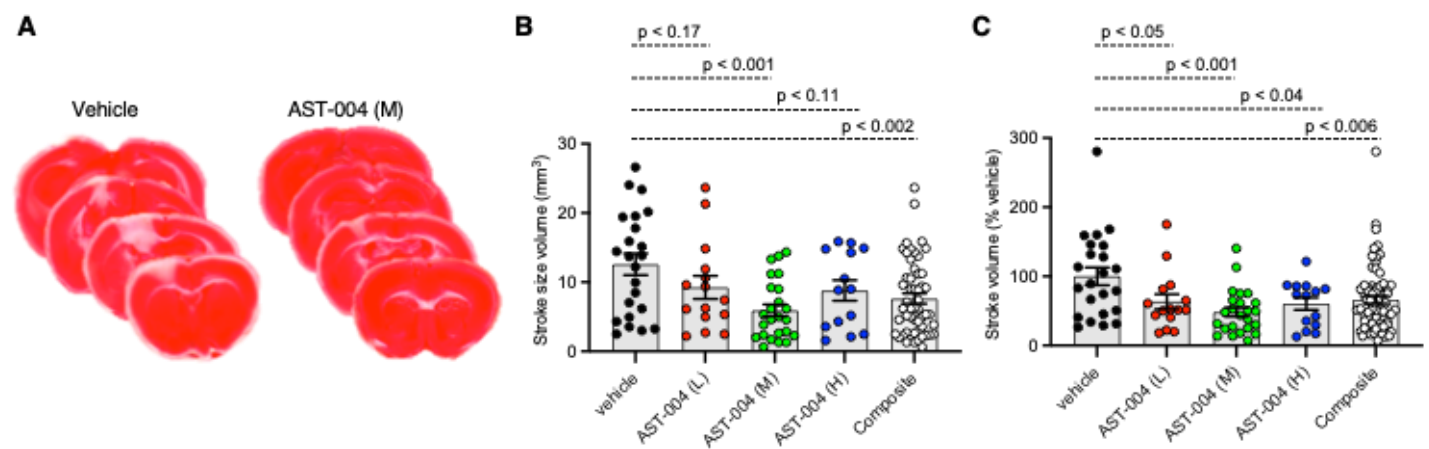 A
Vehicle
AST-004 (M)
B
p < 0.17
p < 0.001
p < 0.11
p < 0.002
Stroke size volume (mm³)
30
20
10
0
vehicle
AST-004 (L)
AST-004 (M)
AST-004 (H)
Composite
C
p < 0.05
p < 0.001
p < 0.04
p < 0.006
Stroke volume (% vehicle)
300
200
100
0
vehicle
AST-004 (L)
AST-004 (M)
AST-004 (H)
Composite